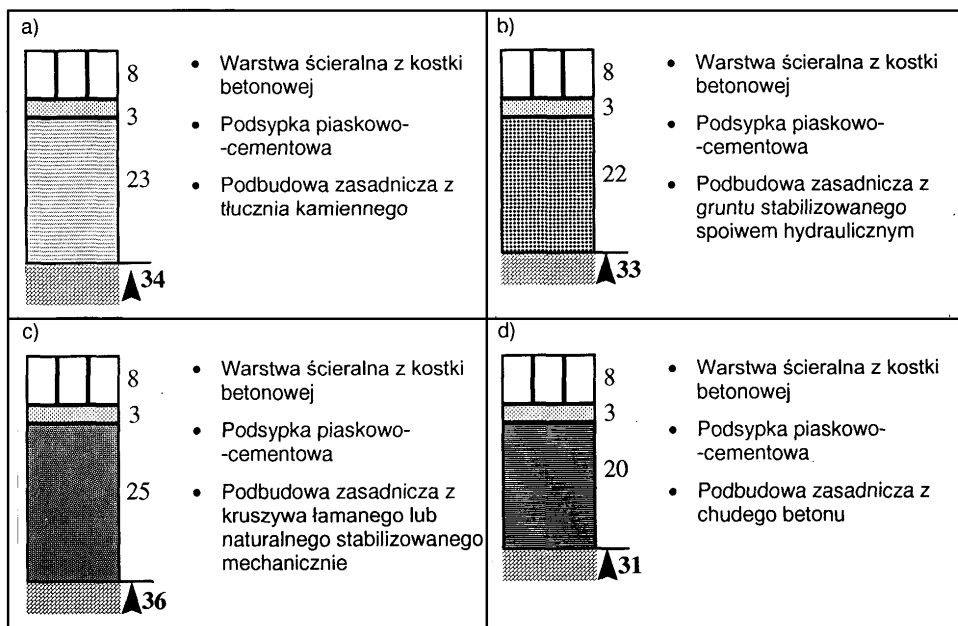 a)
8
3
23
34
• Warstwa ścieralna z kostki
betonowej
• Podsypka piaskowo-
-cementowa
• Podbudowa zasadnicza z
tłucznia kamiennego
b)
8
3
22
33
• Warstwa ścieralna z kostki
betonowej
• Podsypka piaskowo-
-cementowa
• Podbudowa zasadnicza z
gruntu stabilizowanego
spoiwem hydraulicznym
c)
8
3
25
36
• Warstwa ścieralna z kostki
betonowej
• Podsypka piaskowo-
-cementowa
• Podbudowa zasadnicza z
kruszywa łamanego lub
naturalnego stabilizowanego
mechanicznie
d)
8
3
20
31
• Warstwa ścieralna z kostki
betonowej
• Podsypka piaskowo-
-cementowa
• Podbudowa zasadnicza z
chudego betonu